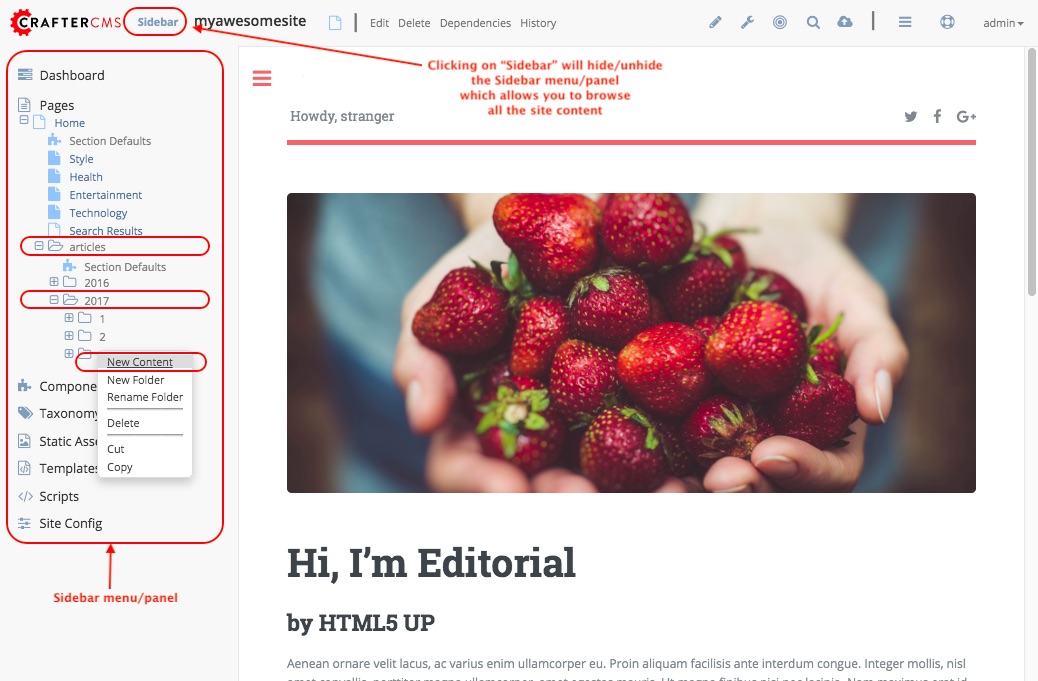 CRAFTERCMS Sidebar myawesomesite Edit Delete Dependencies History admin
Clicking on "Sidebar" will hide/unhide
the Sidebar menu/panel
which allows you to browse
all the site content
Dashboard
Pages
Home
Section Defaults
Style
Health
Entertainment
Technology
Search Results
articles
Section Defaults
2016
2017
1
2
New Content
New Folder
Rename Folder
Delete
Cut
Copy
Compone
Taxonomy
Static Asse
Templates
Scripts
Site Config
Sidebar menu/panel
Howdy, stranger
Hi, I'm Editorial
by HTML5 UP
Aenean ornare velit lacus, ac varius enim ullamcorper eu. Proin aliquam facilisis ante interdum congue. Integer mollis, nisl